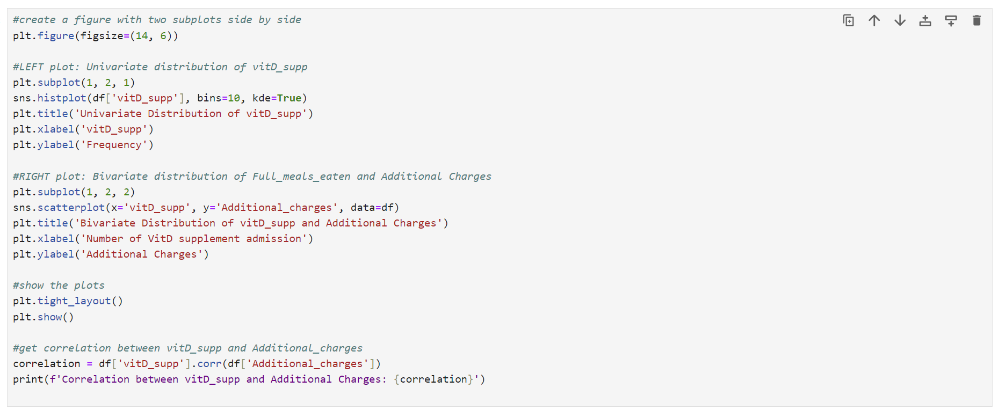 #create a figure with two subplots side by side
plt.figure(figsize=(14, 6))
#LEFT plot: Univariate distribution of vitD_supp
plt.subplot(1, 2, 1)
sns.histplot(df['vitD_supp'], bins=10, kde=True)
plt.title('Univariate Distribution of vitD_supp')
plt.xlabel('vitD_supp')
plt.ylabel('Frequency')
#RIGHT plot: Bivariate distribution of Full_meals_eaten and Additional Charges
plt.subplot(1, 2, 2)
sns.scatterplot(x='vitD_supp', y='Additional_charges', data=df)
plt.title('Bivariate Distribution of vitD_supp and Additional Charges')
plt.xlabel('Number of VitD supplement admission')
plt.ylabel('Additional Charges')
#show the plots
plt.tight_layout()
plt.show()
#get correlation between vitD_supp and Additional_charges
correlation = df['vitD_supp'].corr(df['Additional_charges'])
print(f'Correlation between vitD_supp and Additional Charges: {correlation}')